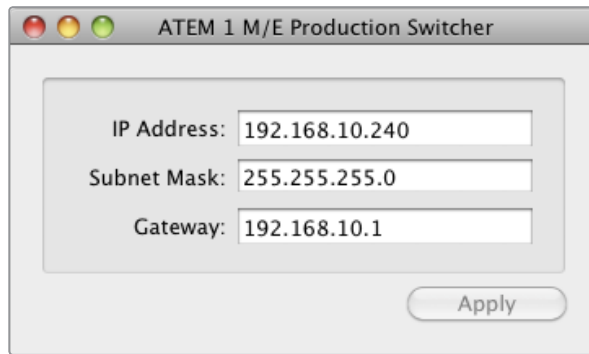 ATEM 1 M/E Production Switcher
IP Address: 192.168.10.240
Subnet Mask: 255.255.255.0
Gateway: 192.168.10.1
Apply